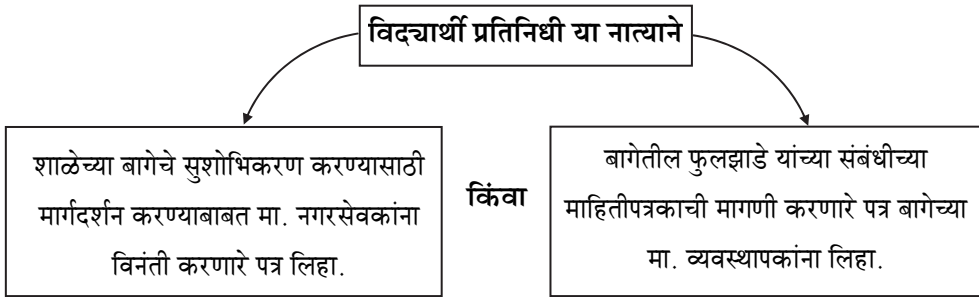 विद्यार्थी प्रतिनिधी या नात्याने
शाळेच्या बागेचे सुशोभिकरण करण्यासाठी
मार्गदर्शन करण्याबाबत मा. नगरसेवकांना
विनंती करणारे पत्र लिहा.
किंवा
बागेतील फुलझाडे यांच्या संबंधीच्या
माहितीपत्रकाची मागणी करणारे पत्र बागेच्या
मा. व्यवस्थापकांना लिहा.